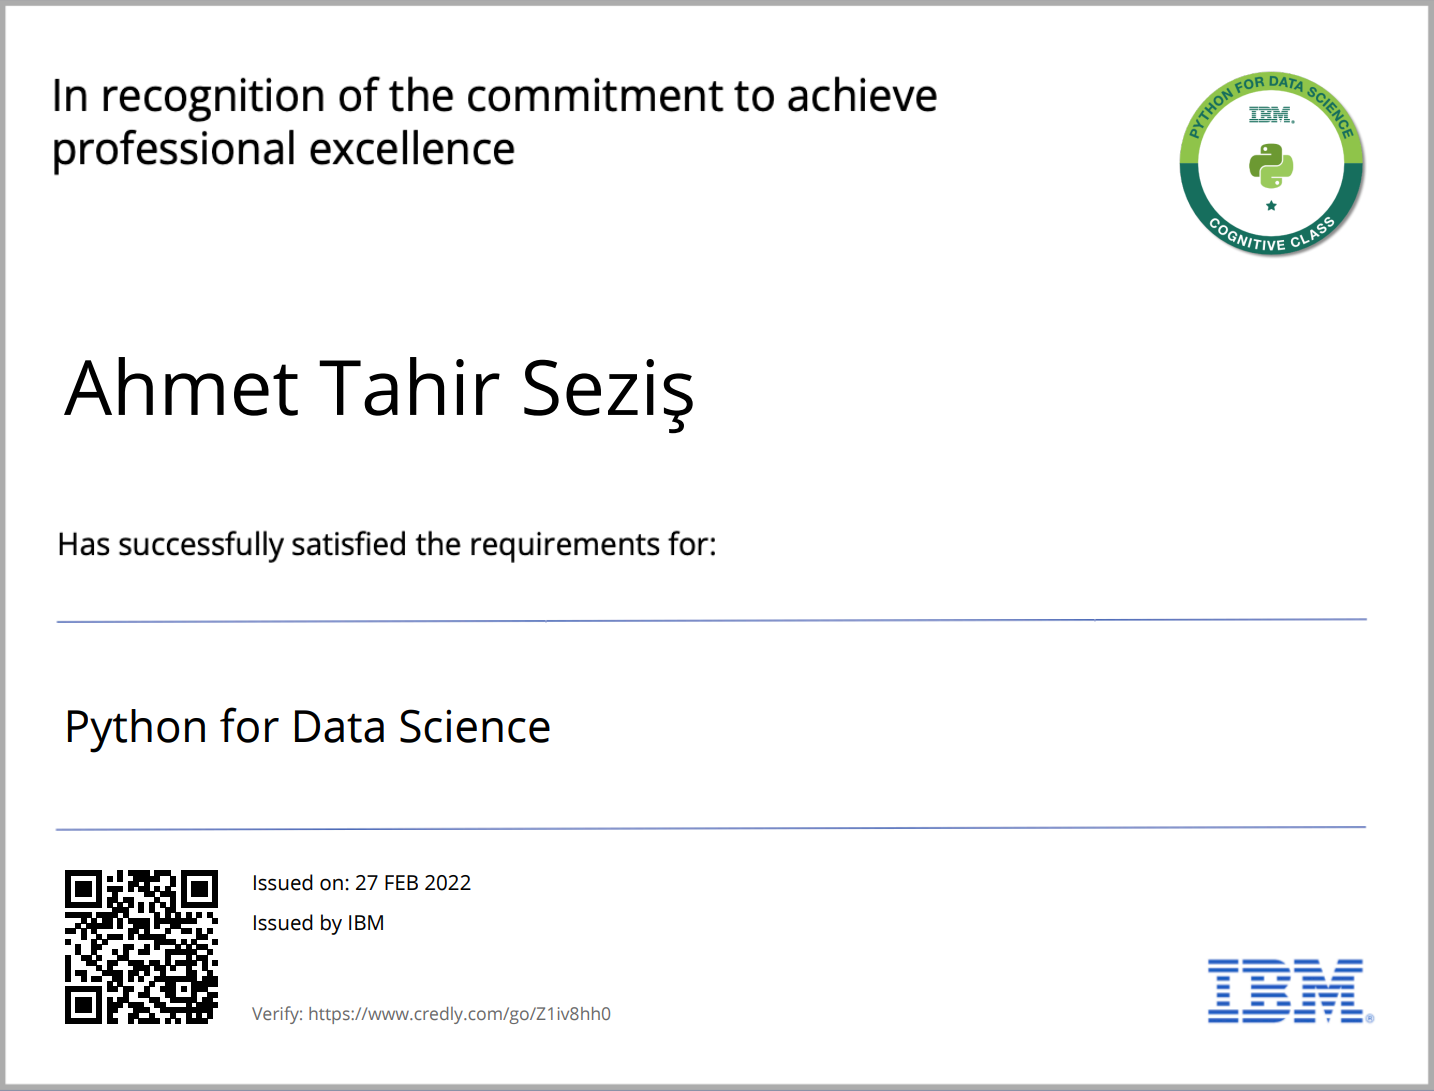 In recognition of the commitment to achieve
professional excellence
PYTHON FOR DATA SCIENCE
IBM.
COGNITIVE CLASS
Ahmet Tahir Seziş
Has successfully satisfied the requirements for:
Python for Data Science
Issued on: 27 FEB 2022
Issued by IBM
Verify: https://www.credly.com/go/Z1iv8hh0
IBM®